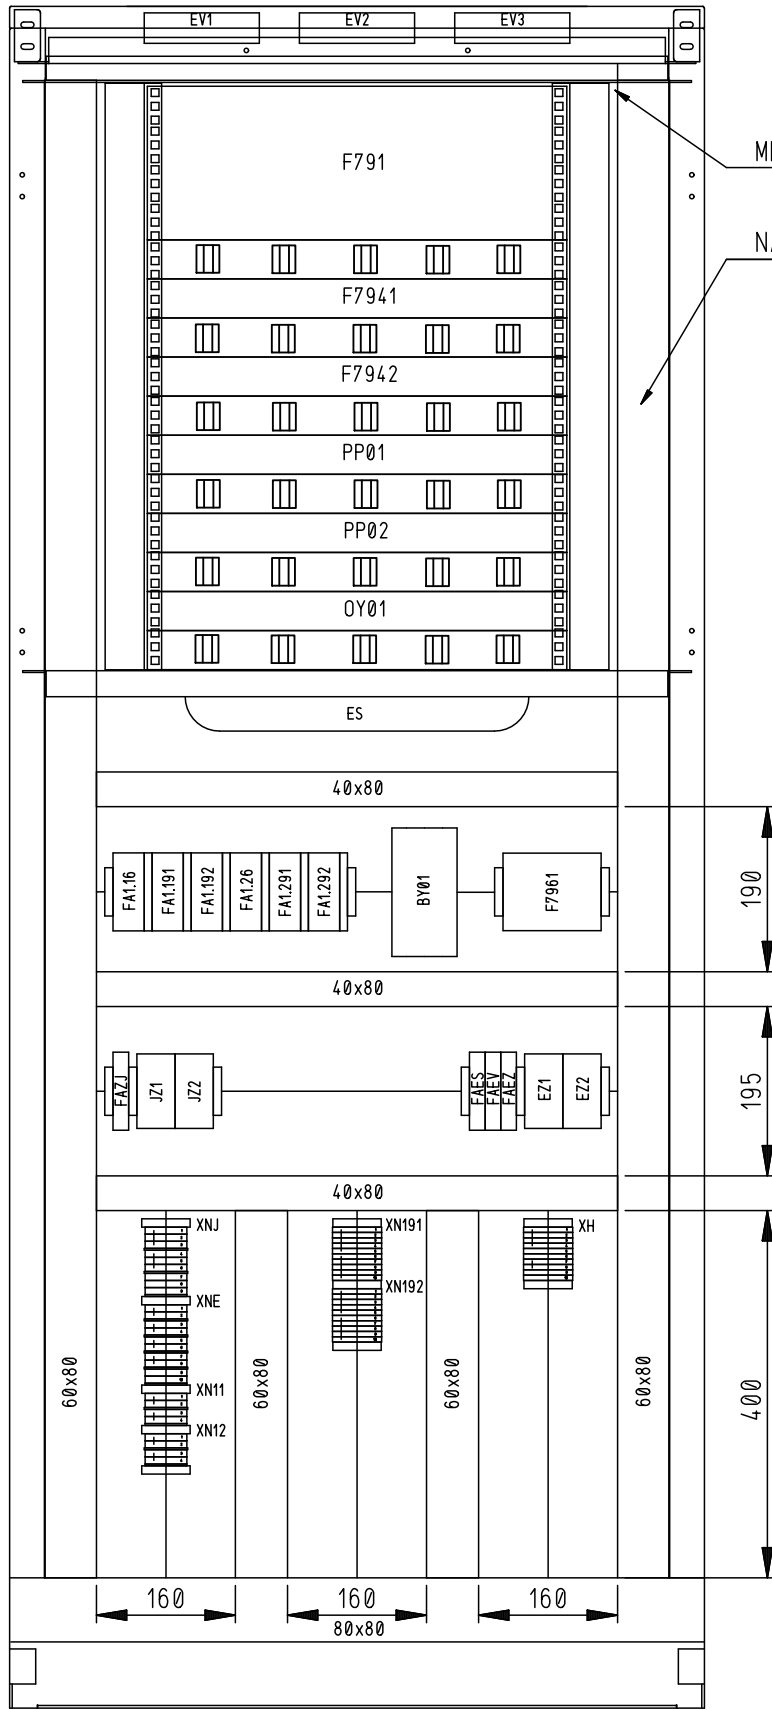 EV1 EV2 EV3
F791
F7941
F7942
PP01
PP02
OY01
ES
40x80
FA1.16 FA1.191 FA1.192 FA1.26 FA1.291 FA1.292 BY01 F7961
190
40x80
FAZJ JZ1 JZ2 FAES FAEV FAEZ EZ1 EZ2
195
40x80
XNJ XN191 XH
XN192
XNE
XN11
XN12
60x80 60x80 60x80 60x80
400
160 160 160
80x80